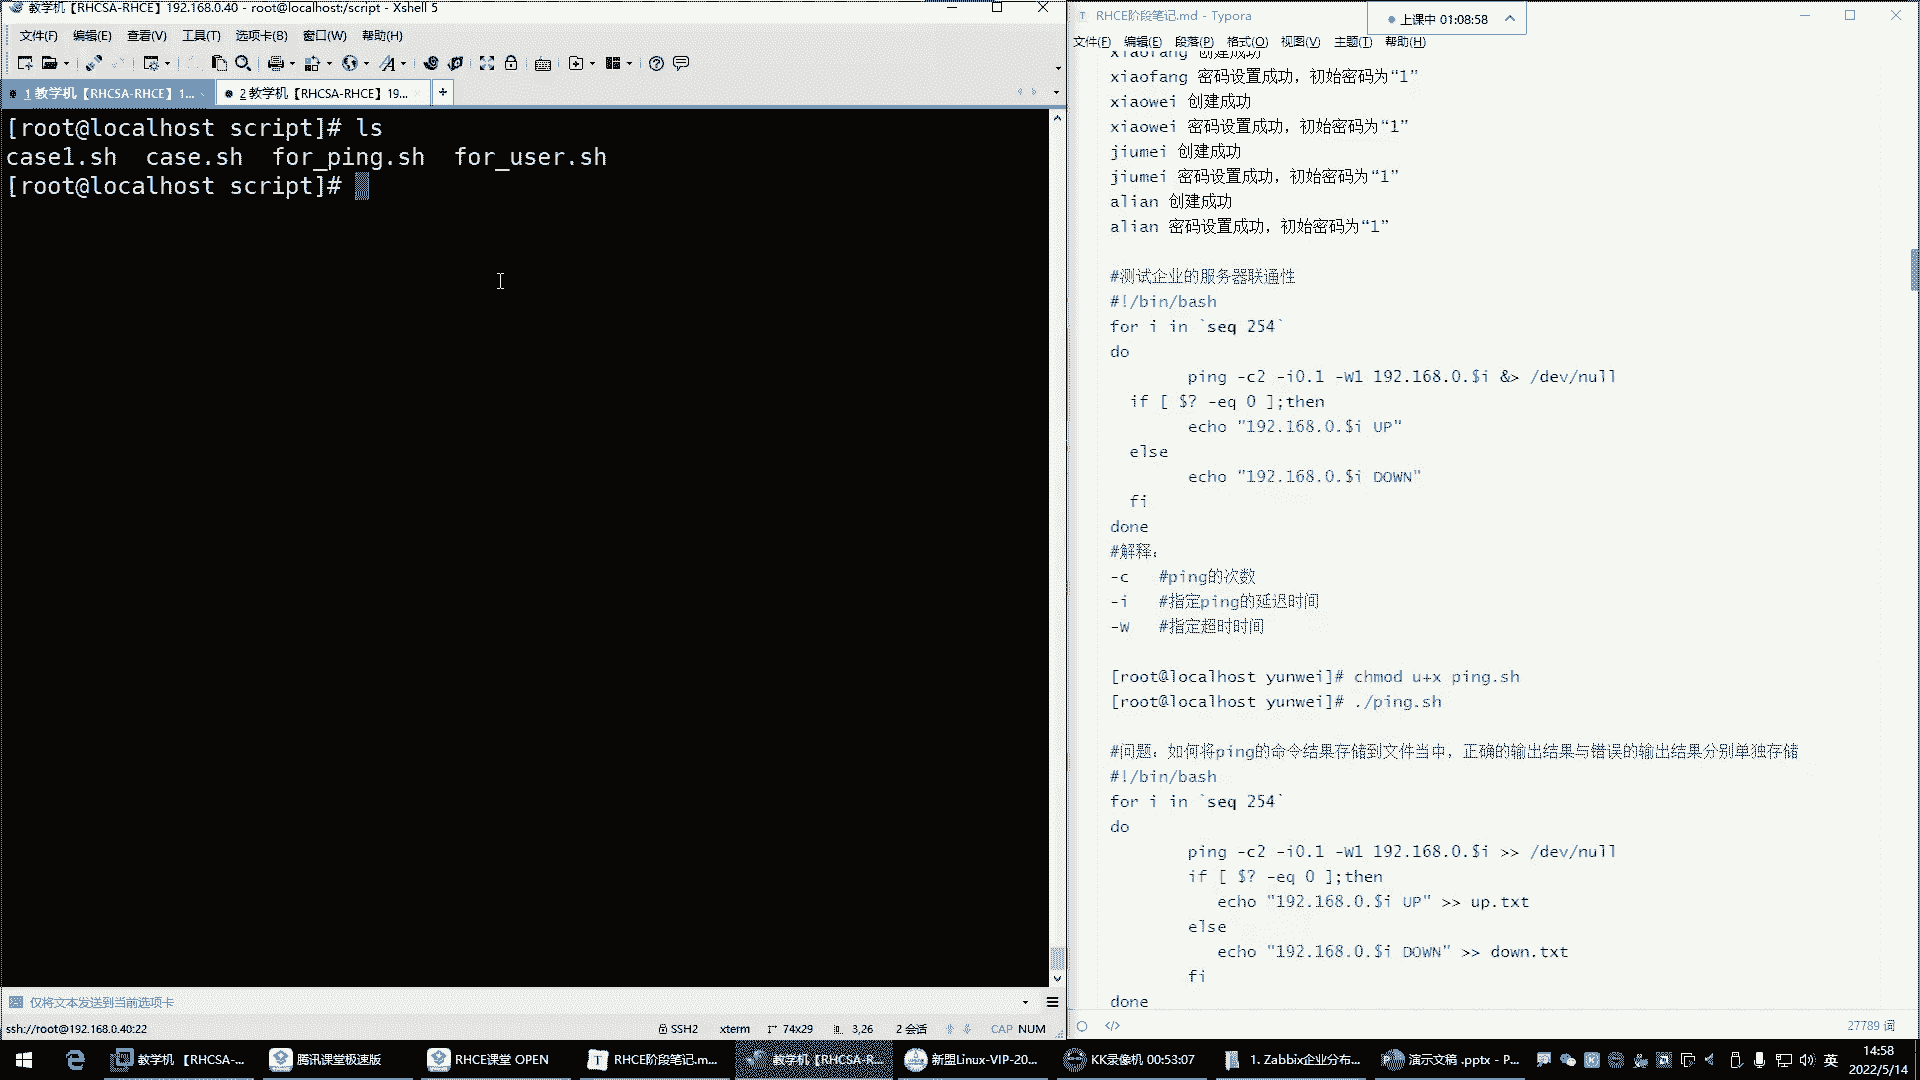 教学机【RHCSA-RHCE】192.168.0.40 - root@localhost:/script - Xshell 5
文件(F) 编辑(E) 查看(V) 工具(T) 选项卡(B) 窗口(W) 帮助(H)
1 教学机【RHCSA-RHCE】1... 2 教学机【RHCSA-RHCE】19... +
[root@localhost script]# ls
case1.sh case.sh for_ping.sh for_user.sh
[root@localhost script]#
仅将文本发送到当前选项卡
ssh://root@192.168.0.40:22 SSH2 xterm 74x29 3,26 2 会话 CAP NUM
RHCE阶段笔记.md - Typora
上课中 01:08:58
文件(F) 编辑(E) 段落(P) 格式(O) 视图(V) 主题(T) 帮助(H)
xiaofang 创建成功
xiaofang 密码设置成功，初始密码为“1”
xiaowei 创建成功
xiaowei 密码设置成功，初始密码为“1”
jiumei 创建成功
jiumei 密码设置成功，初始密码为“1”
alian 创建成功
alian 密码设置成功，初始密码为“1”
#测试企业的服务器联通性
#!/bin/bash
for i in `seq 254`
do
ping -c2 -i0.1 -W1 192.168.0.$i &> /dev/null
if [ $? -eq 0 ];then
echo "192.168.0.$i UP"
else
echo "192.168.0.$i DOWN"
fi
done
#解释：
-c #ping的次数
-i #指定ping的延迟时间
-W #指定超时时间
[root@localhost yunwei]# chmod u+x ping.sh
[root@localhost yunwei]# ./ping.sh
#问题：如何将ping的命令结果存储到文件当中，正确的输出结果与错误的输出结果分别单独存储
#!/bin/bash
for i in `seq 254`
do
ping -c2 -i0.1 -W1 192.168.0.$i >> /dev/null
if [ $? -eq 0 ];then
echo "192.168.0.$i UP" >> up.txt
else
echo "192.168.0.$i DOWN" >> down.txt
fi
done
</> 27789 词
教学机 【RHCSA-... 腾讯课堂极速版 RHCE课堂 OPEN RHCE阶段笔记.m... 教学机【RHCSA-R... 新盟Linux-VIP-20... KK录像机 00:53:07 1. Zabbix企业分布... 演示文稿 .pptx - P... 英 14:58
2022/5/14